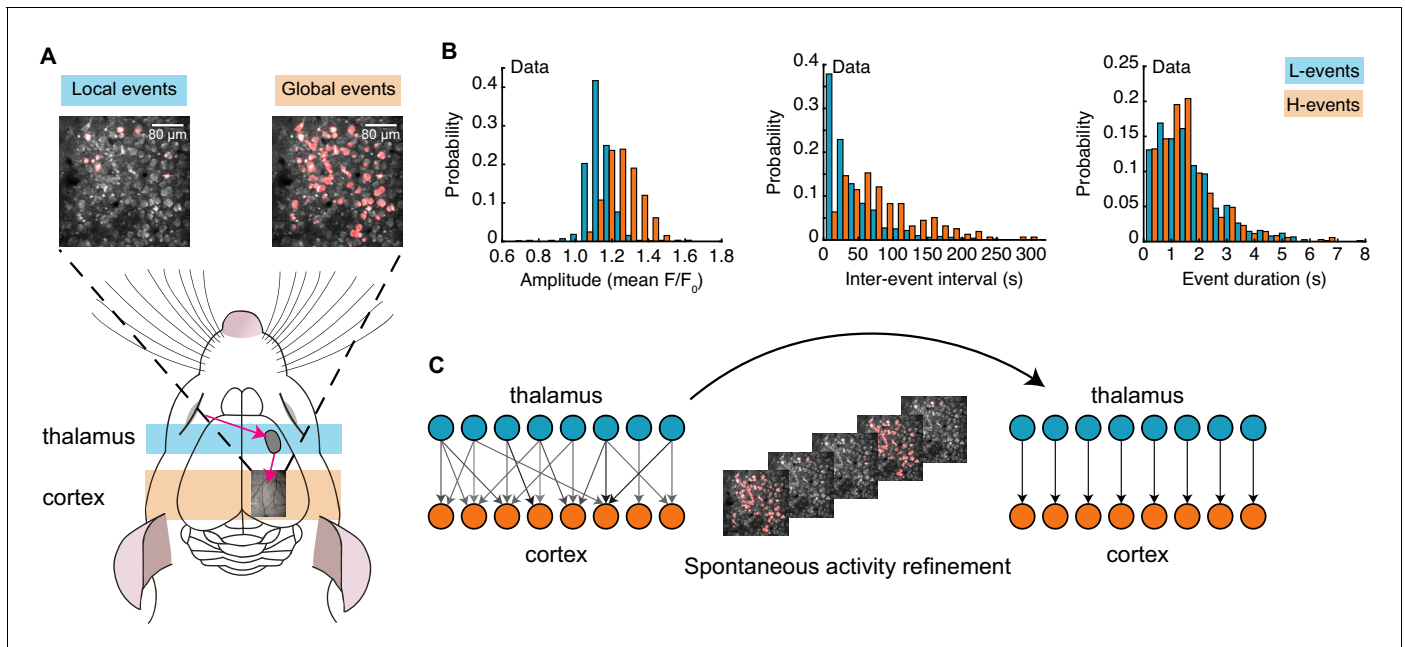 A
Local events
Global events
80 µm
80 µm
thalamus
cortex
B
Data
Probability
0.4
0.2
0
0.6 0.8 1.0 1.2 1.4 1.6 1.8
Amplitude (mean F/F0)
Data
Probability
0.4
0.3
0.2
0.1
0
0 50 100 150 200 250 300
Inter-event interval (s)
Data
Probability
0.25
0.2
0.15
0.1
0.05
0
0 1 2 3 4 5 6 7 8
Event duration (s)
L-events
H-events
C
thalamus
cortex
Spontaneous activity refinement
thalamus
cortex